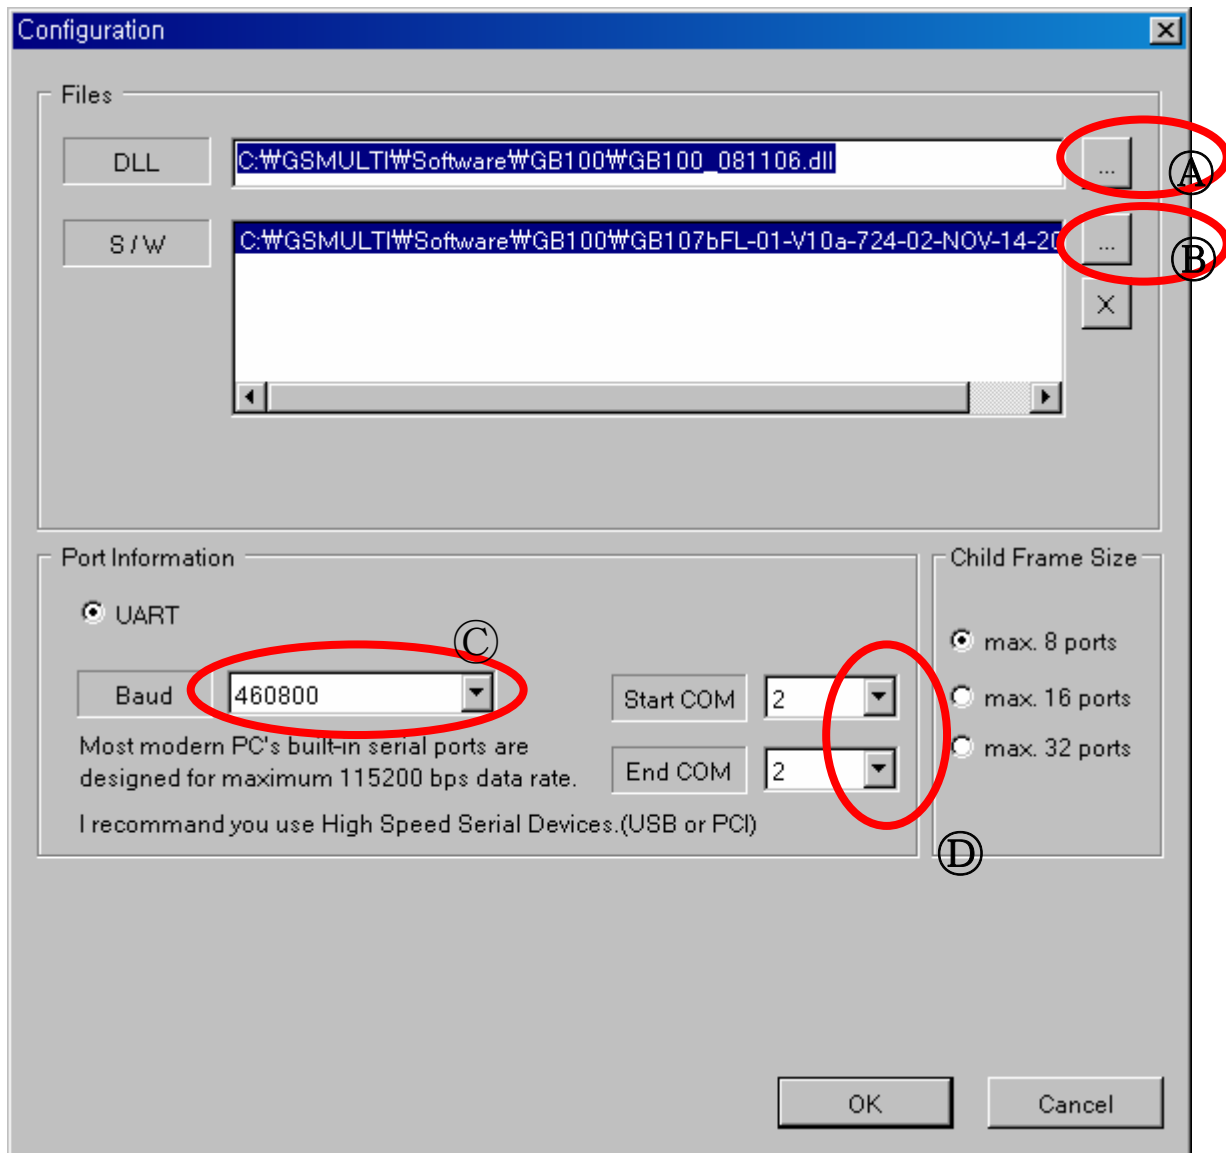 Configuration
Files
DLL
C:₩GSMULTI₩Software₩GB100₩GB100_081106.dll
...
Ⓐ
S / W
C:₩GSMULTI₩Software₩GB100₩GB107bFL-01-V10a-724-02-NOV-14-20
...
Ⓑ
X
Port Information
Child Frame Size
UART
Ⓒ
max. 8 ports
Baud
460800
Start COM
2
max. 16 ports
Most modern PC's built-in serial ports are
designed for maximum 115200 bps data rate.
End COM
2
max. 32 ports
I recommand you use High Speed Serial Devices.(USB or PCI)
Ⓓ
OK
Cancel